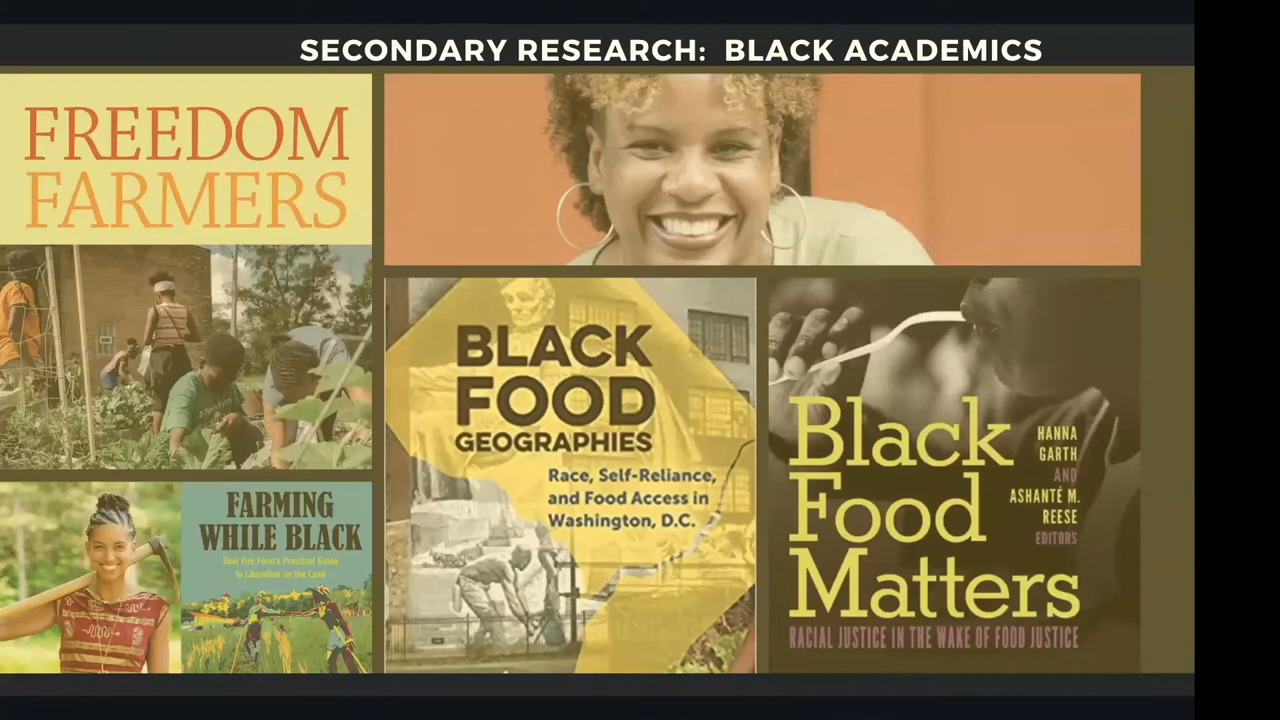 SECONDARY RESEARCH: BLACK ACADEMICS
FREEDOM
FARMERS
FARMING
WHILE BLACK
Soul Fire Farm's Practical Guide
to Liberation on the Land
BLACK
FOOD
GEOGRAPHIES
Race, Self-Reliance,
and Food Access in
Washington, D.C.
Black
Food
Matters
HANNA
GARTH
AND
ASHANTÉ M.
REESE
EDITORS
RACIAL JUSTICE IN THE WAKE OF FOOD JUSTICE